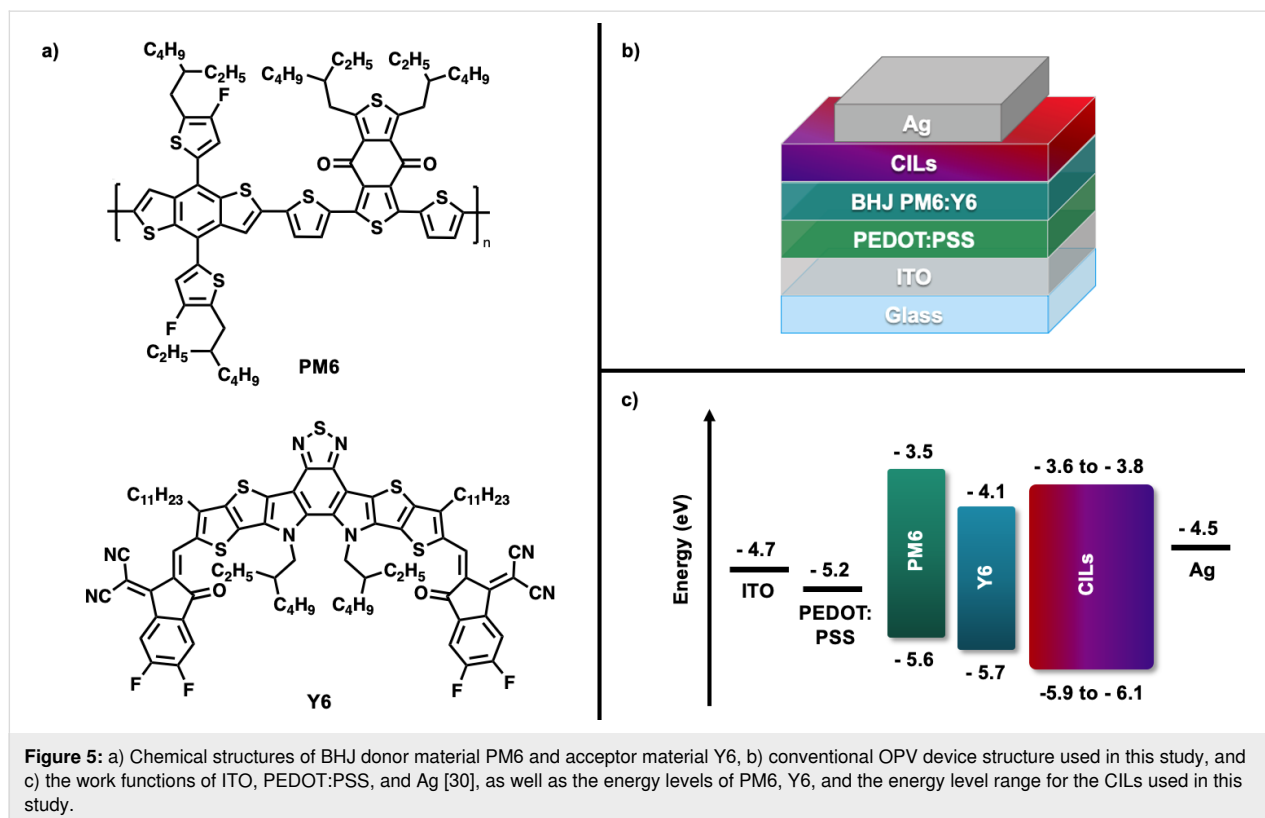 a)
C4H9
C2H5
F
S
C4H9
C2H5
C2H5
C4H9
S
O
O
S
S
S
S
S
n
S
F
C2H5
C4H9
PM6
S
N
N
C11H23
S
S
C11H23
S
N
N
S
NC
NC
O
C2H5
C4H9
C2H5
C4H9
O
CN
CN
F
F
F
F
Y6
b)
Ag
CILs
BHJ PM6:Y6
PEDOT:PSS
ITO
Glass
c)
Energy (eV)
- 4.7
ITO
- 5.2
PEDOT:
PSS
- 3.5
PM6
- 5.6
- 4.1
Y6
- 5.7
- 3.6 to - 3.8
CILs
-5.9 to - 6.1
- 4.5
Ag
Figure 5: a) Chemical structures of BHJ donor material PM6 and acceptor material Y6, b) conventional OPV device structure used in this study, and
c) the work functions of ITO, PEDOT:PSS, and Ag [30], as well as the energy levels of PM6, Y6, and the energy level range for the CILs used in this
study.